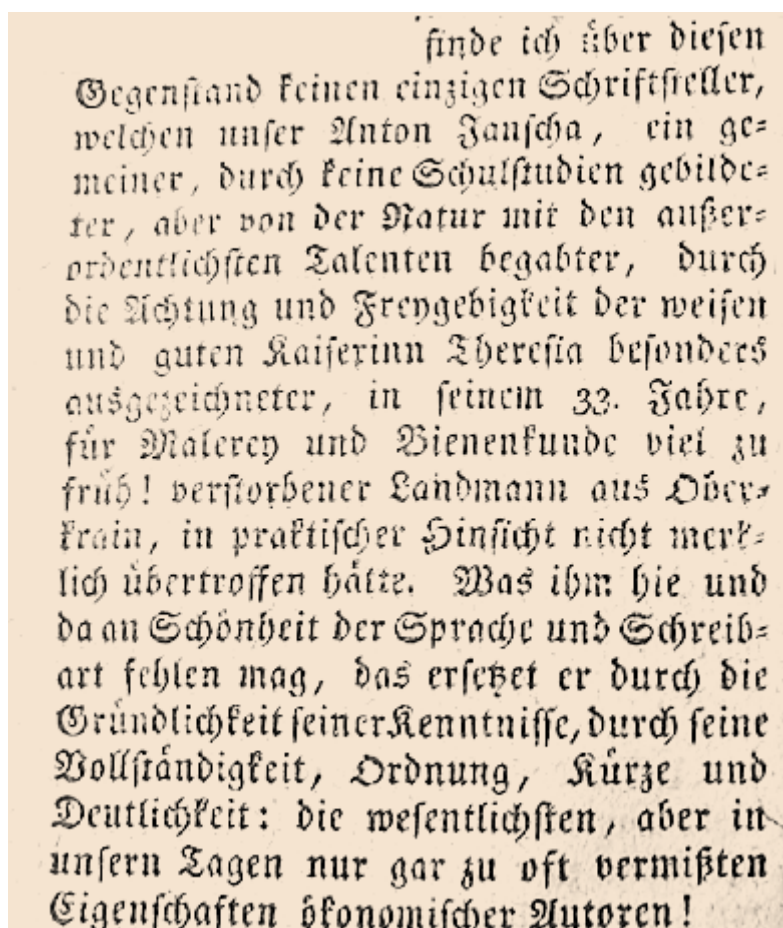 finde ich über diesen
Gegenstand keinen einzigen Schriftsteller,
welchen unser Anton Janscha, ein ge=
meiner, durch keine Schulstudien gebilde=
ter, aber von der Natur mit den außer=
ordentlichsten Talenten begabter, durch
die Achtung und Freygebigkeit der weisen
und guten Kaiserinn Theresia besonders
ausgezeichneter, in seinem 33. Jahre,
für Malerey und Bienenkunde viel zu
früh! verstorbener Landmann aus Ober=
krain, in praktischer Hinsicht nicht merk=
lich übertroffen hätte. Was ihm hie und
da an Schönheit der Sprache und Schreib=
art fehlen mag, das ersetzet er durch die
Gründlichkeit seiner Kenntnisse, durch seine
Vollständigkeit, Ordnung, Kürze und
Deutlichkeit: die wesentlichsten, aber in
unsern Tagen nur gar zu oft vermißten
Eigenschaften ökonomischer Autoren!